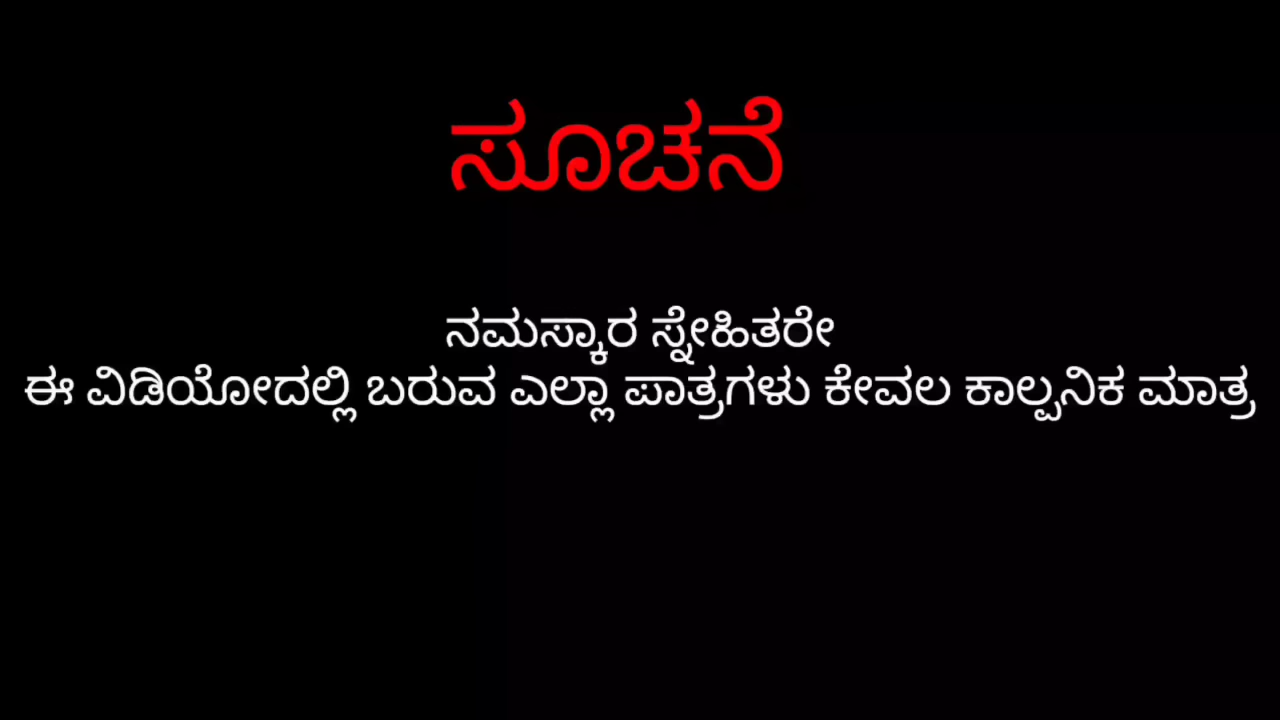 ಸೂಚನೆ
ನಮಸ್ಕಾರ ಸ್ನೇಹಿತರೇ
ಈ ವಿಡಿಯೋದಲ್ಲಿ ಬರುವ ಎಲ್ಲಾ ಪಾತ್ರಗಳು ಕೇವಲ ಕಾಲ್ಪನಿಕ ಮಾತ್ರ